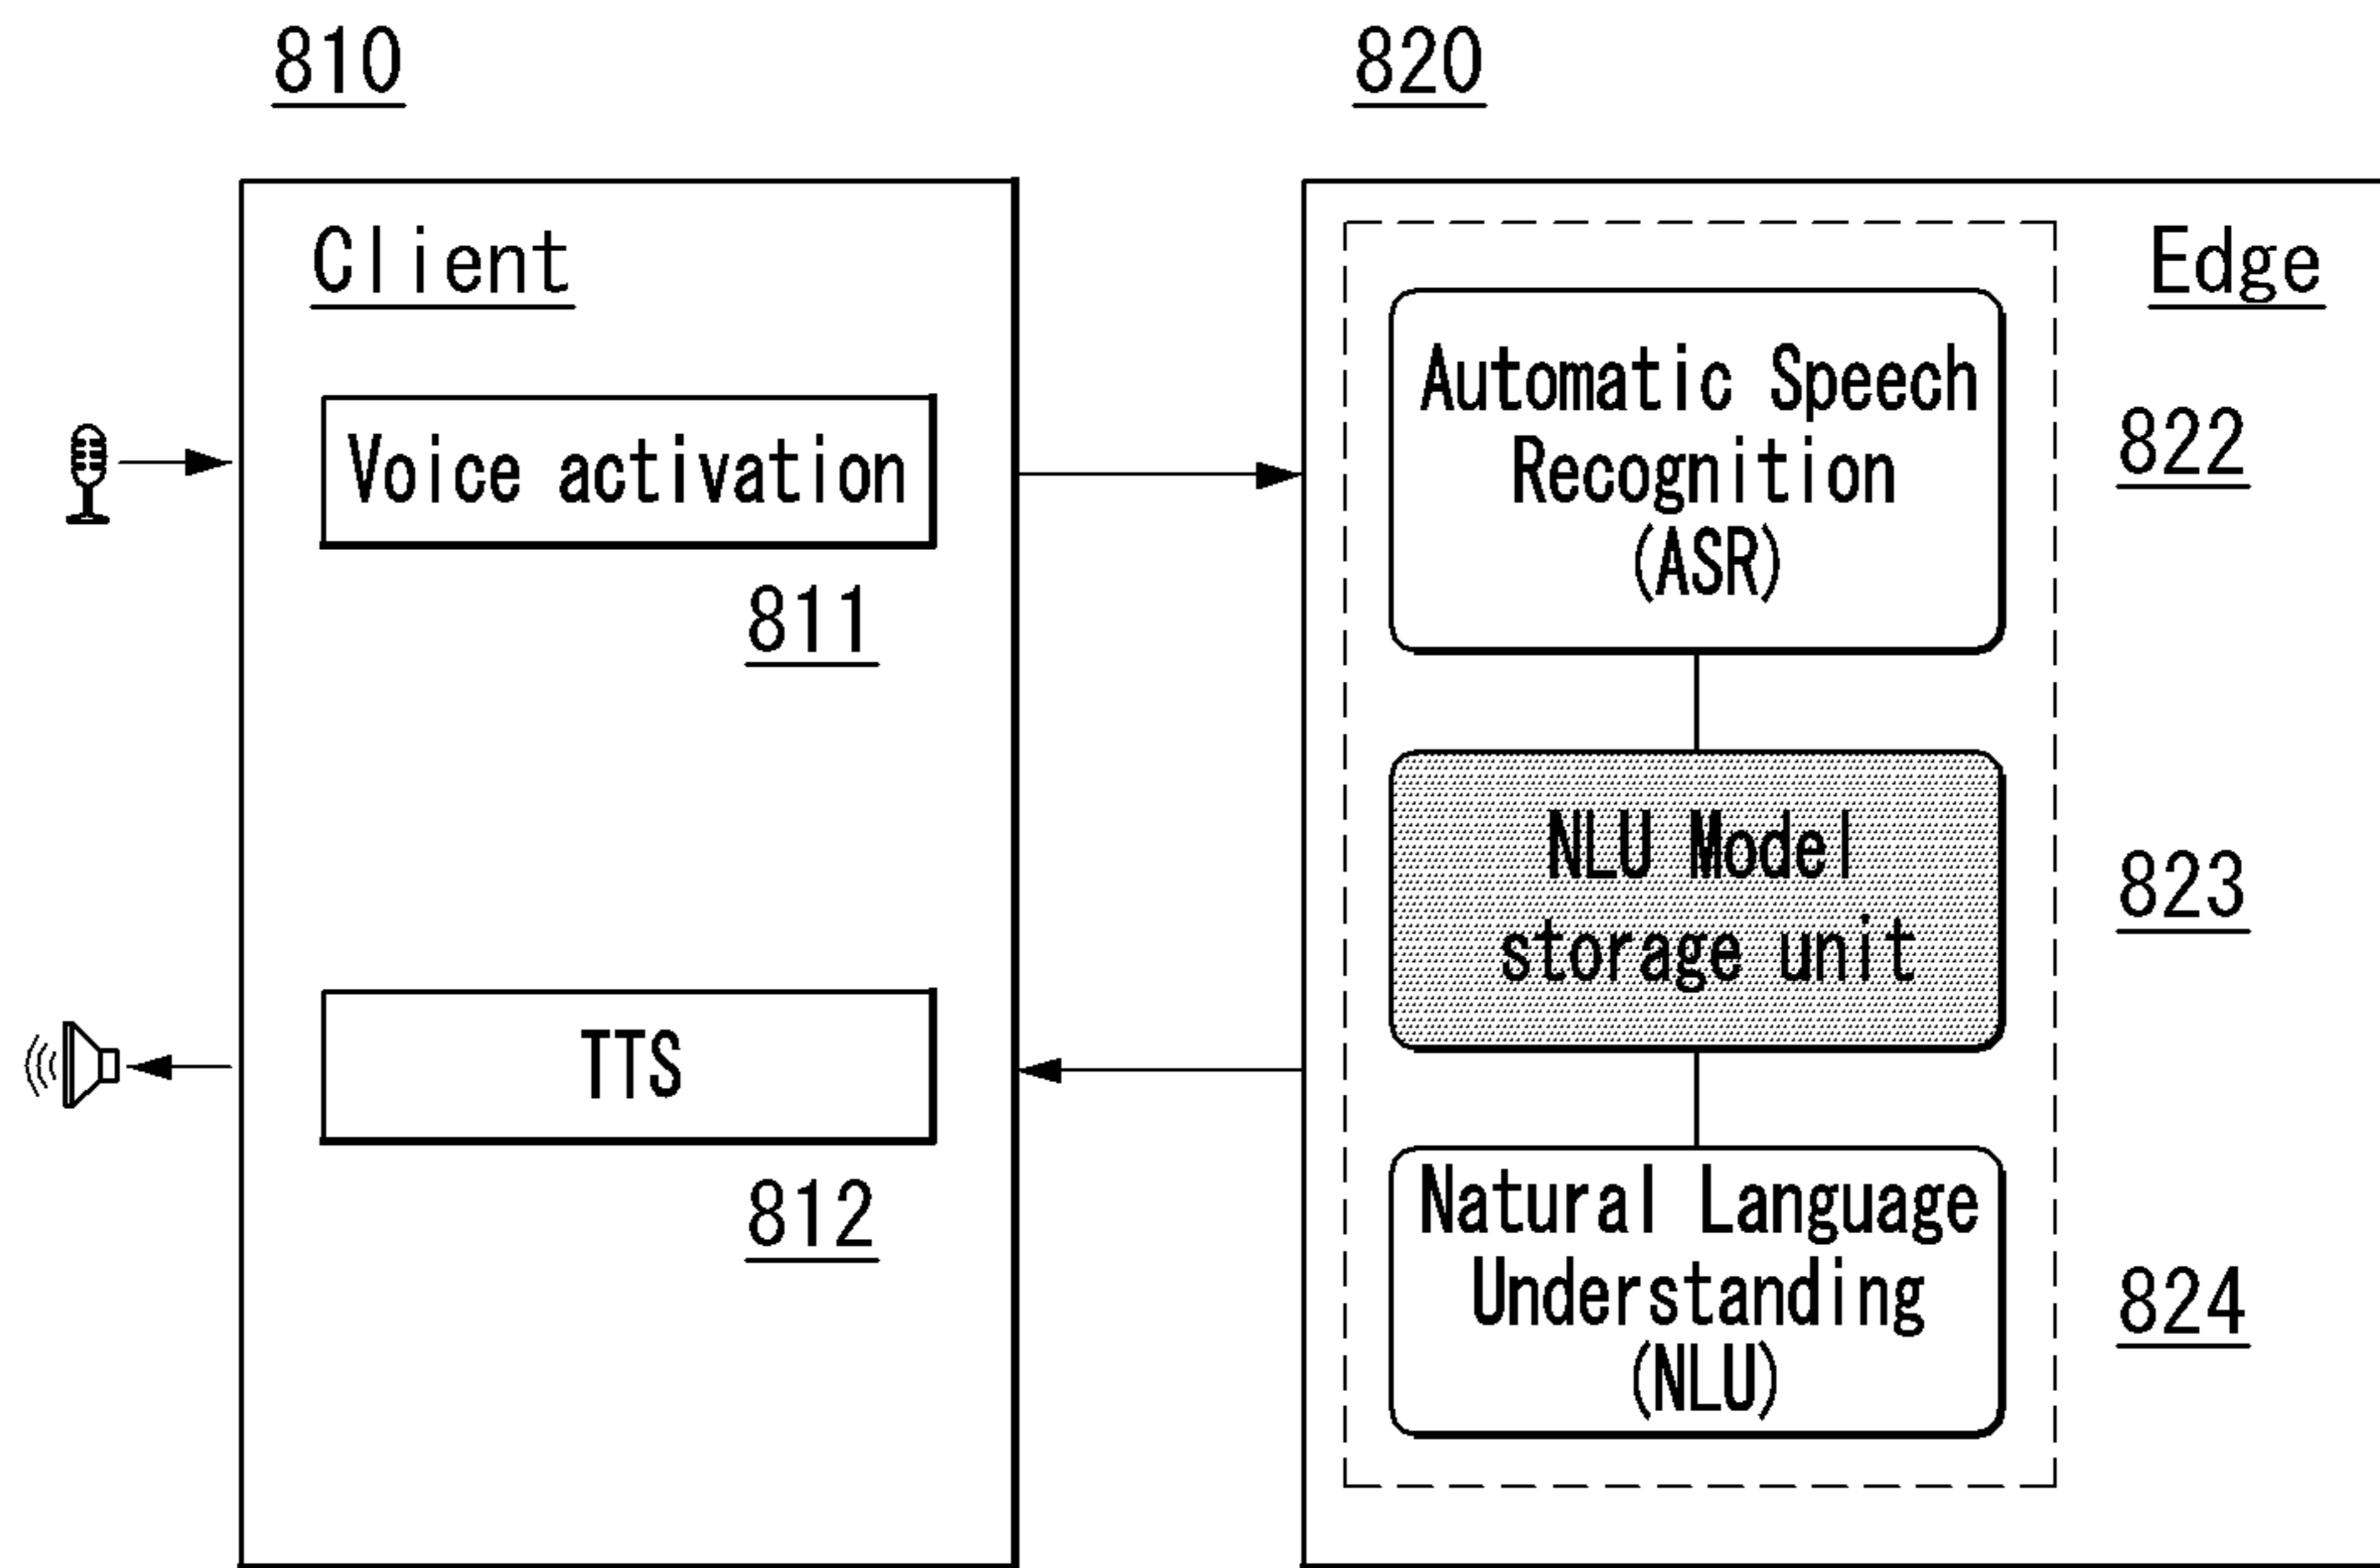 810
820
Client
Voice activation
811
TTS
812
Edge
Automatic Speech
Recognition
(ASR)
822
NLU Model
storage unit
823
Natural Language
Understanding
(NLU)
824